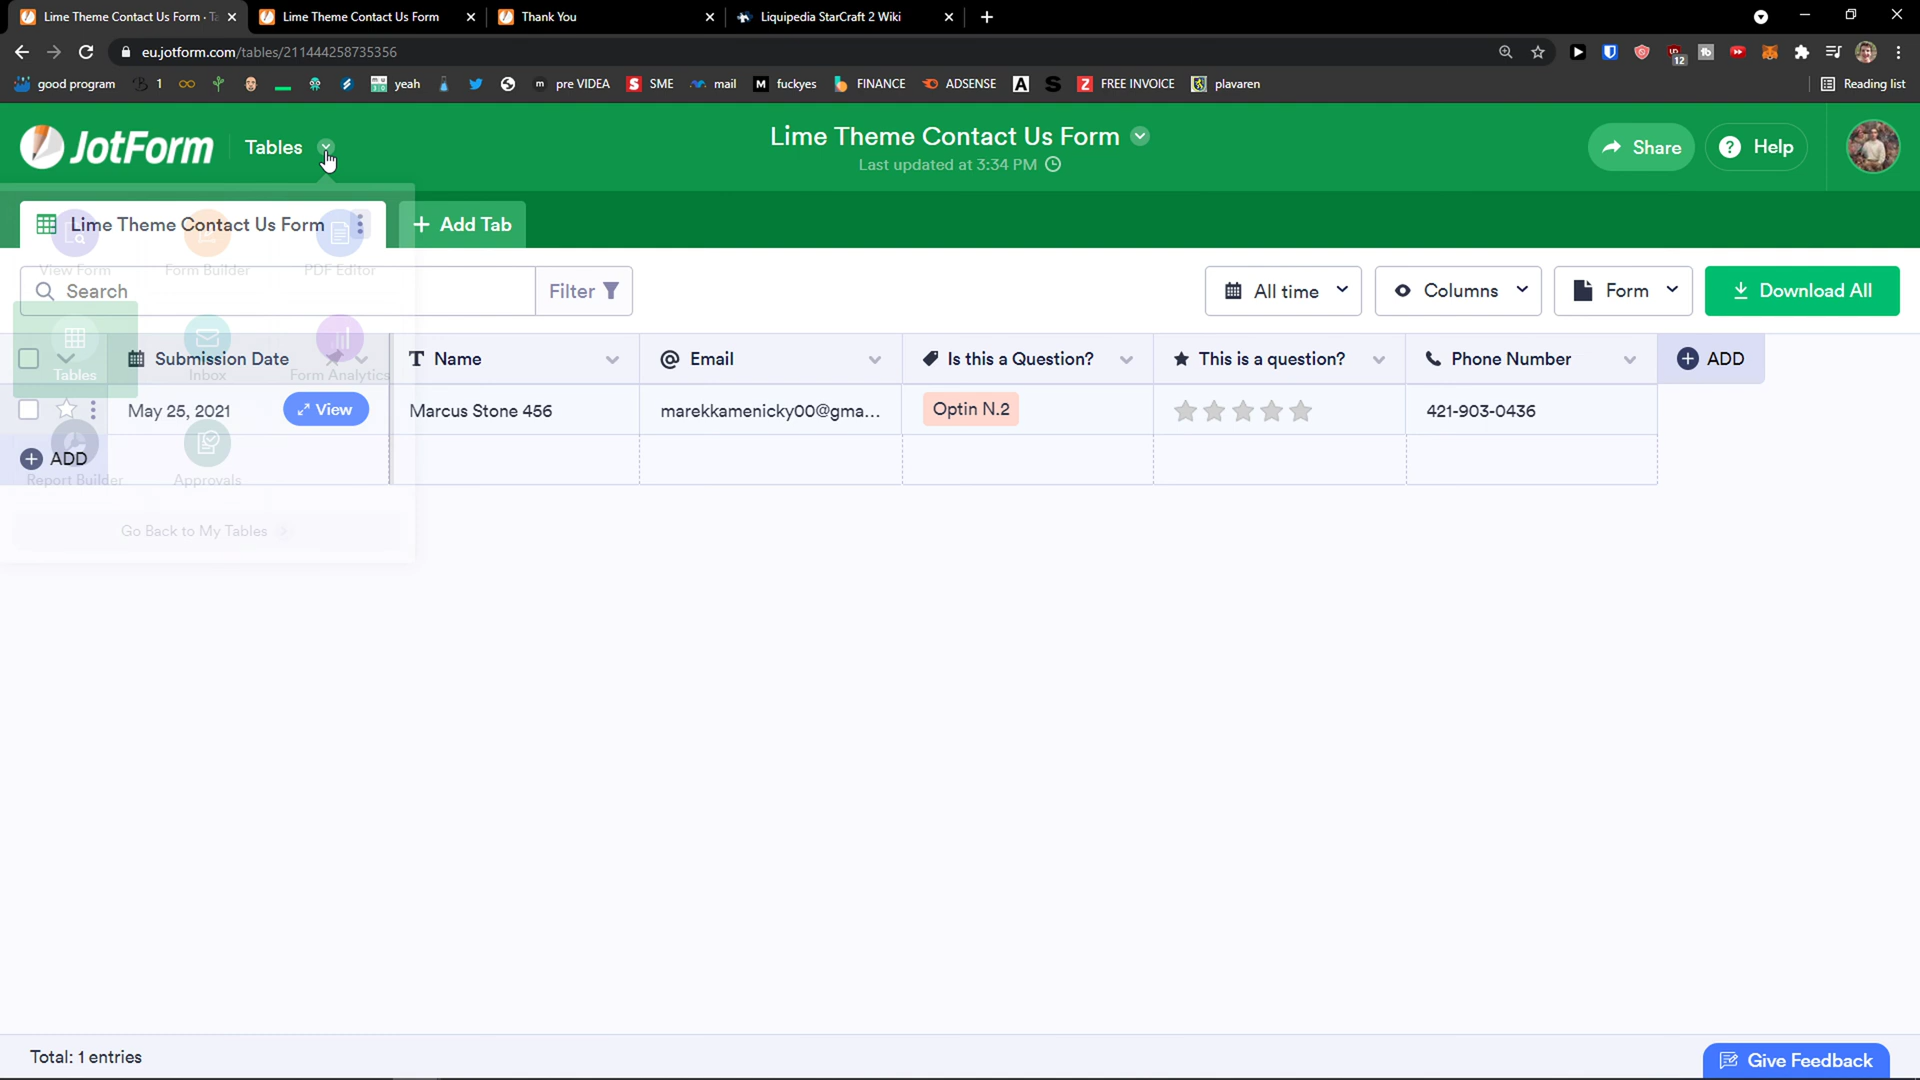 Lime Theme Contact Us Form · Ta
Lime Theme Contact Us Form
Thank You
Liquipedia StarCraft 2 Wiki
eu.jotform.com/tables/211444258735356
12
good program
1
yeah
pre VIDEA
SME
mail
fuckyes
FINANCE
ADSENSE
FREE INVOICE
plavaren
Reading list
JotForm
Tables
Lime Theme Contact Us Form
Last updated at 3:34 PM
Share
Help
Lime Theme Contact Us Form
Add Tab
View Form
Form Builder
PDF Editor
Search
Filter
All time
Columns
Form
Download All
Submission Date
Name
Email
Is this a Question?
This is a question?
Phone Number
ADD
Tables
Inbox
Form Analytics
May 25, 2021
View
Marcus Stone 456
marekkamenicky00@gma...
Optin N.2
421-903-0436
ADD
Report Builder
Approvals
Go Back to My Tables
Total: 1 entries
Give Feedback